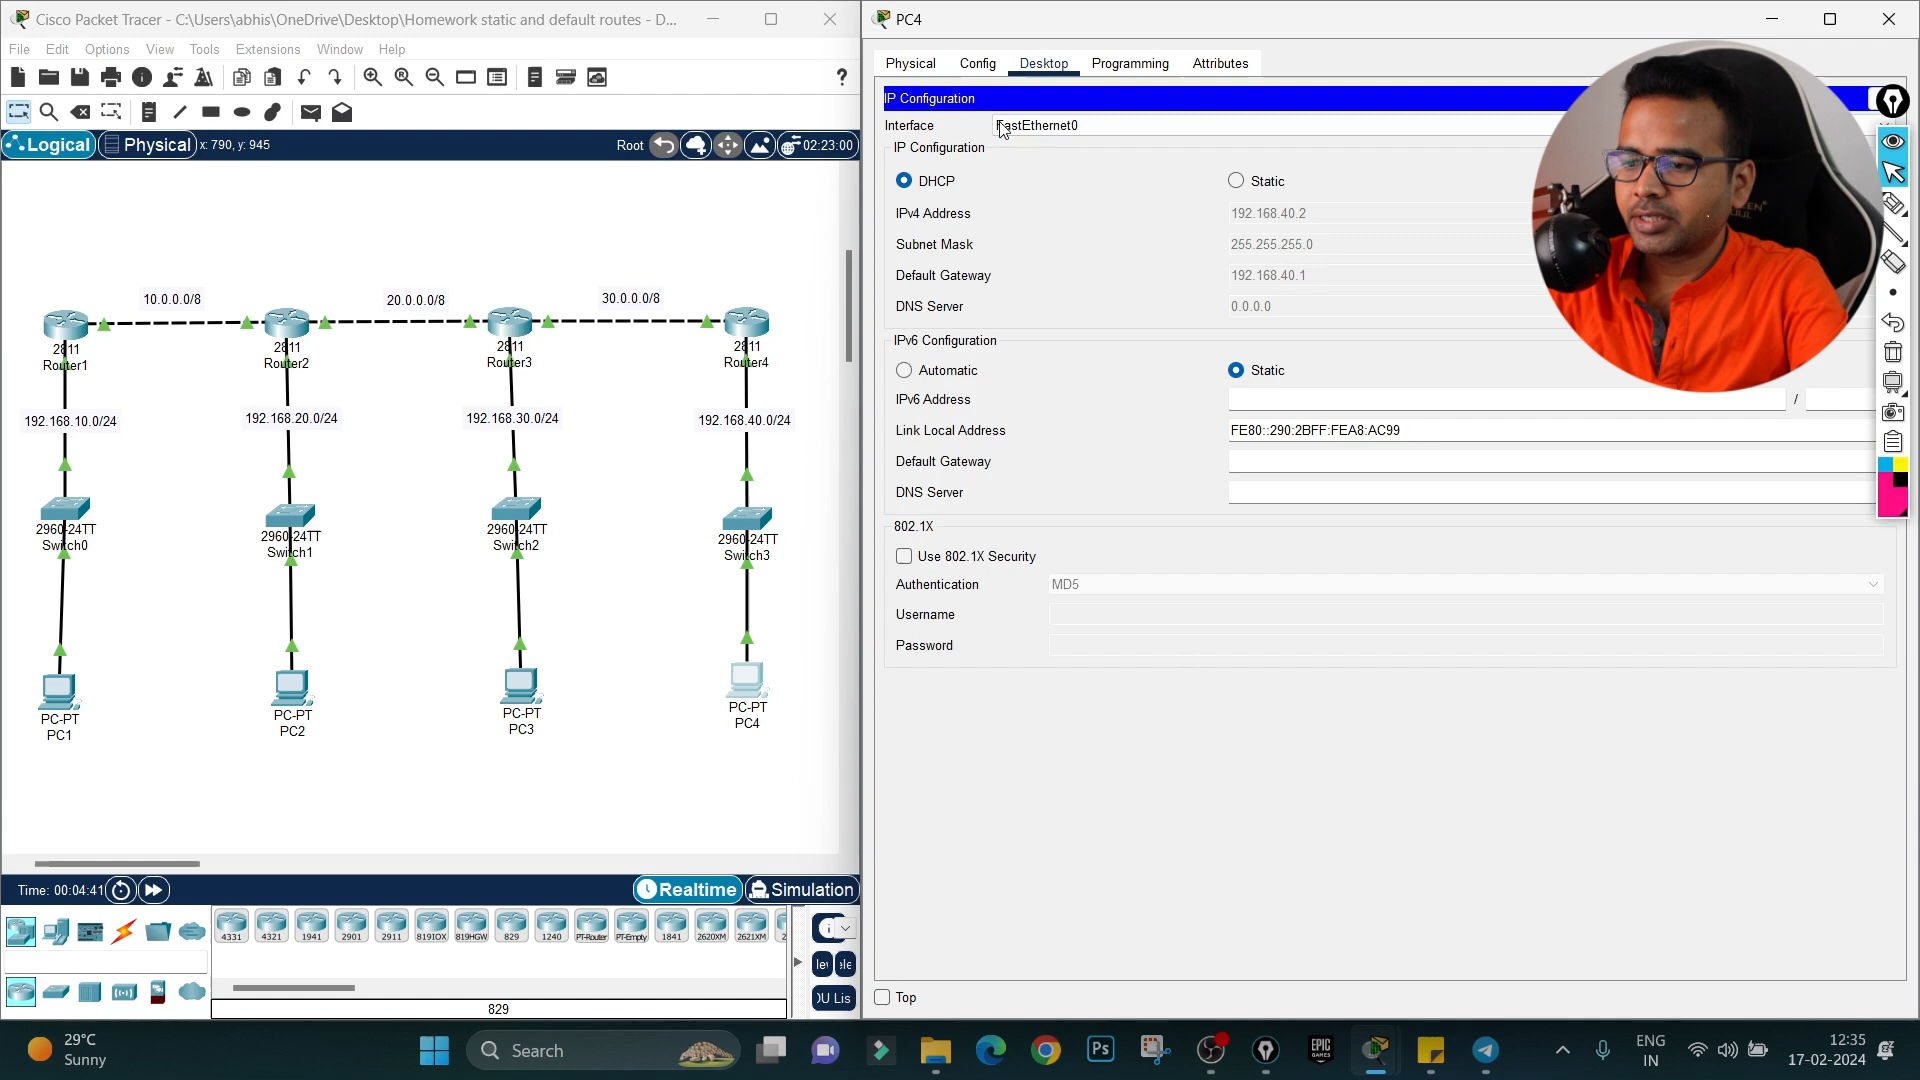 Cisco Packet Tracer - C:\Users\abhis\OneDrive\Desktop\Homework static and default routes - D...
File Edit Options View Tools Extensions Window Help
?
Logical Physical x: 790, y: 945
Root 02:23:00
10.0.0.0/8
20.0.0.0/8
30.0.0.0/8
2811
Router1
2811
Router2
2811
Router3
2811
Router4
192.168.10.0/24
192.168.20.0/24
192.168.30.0/24
192.168.40.0/24
2960-24TT
Switch0
2960-24TT
Switch1
2960-24TT
Switch2
2960-24TT
Switch3
PC-PT
PC1
PC-PT
PC2
PC-PT
PC3
PC-PT
PC4
Time: 00:04:41
Realtime Simulation
4331 4321 1941 2901 2911 819IOX 819HGW 829 1240 PT-Router PT-Empty 1841 2620XM 2621XM 2
829
PC4
Physical Config Desktop Programming Attributes
IP Configuration
Interface FastEthernet0
IP Configuration
DHCP Static
IPv4 Address 192.168.40.2
Subnet Mask 255.255.255.0
Default Gateway 192.168.40.1
DNS Server 0.0.0.0
IPv6 Configuration
Automatic Static
IPv6 Address /
Link Local Address FE80::290:2BFF:FEA8:AC99
Default Gateway
DNS Server
802.1X
Use 802.1X Security
Authentication MD5
Username
Password
Top
29°C
Sunny
Search
Ps
EPIC
GAMES
ENG
IN
12:35
17-02-2024